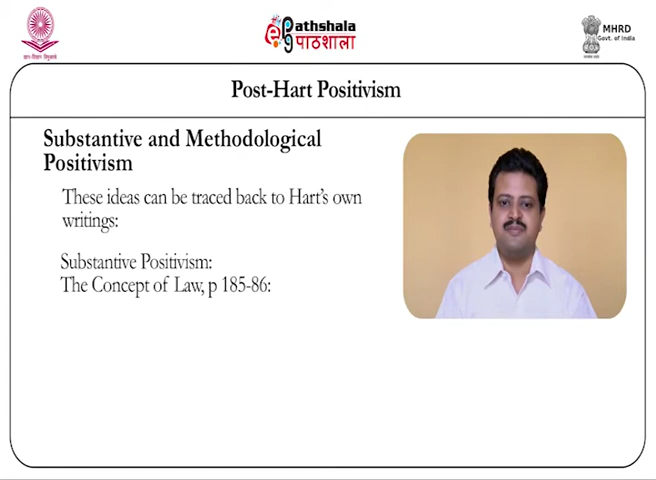 Pathshala
पाठशाला
MHRD
Govt. of India
Post-Hart Positivism
Substantive and Methodological
Positivism
These ideas can be traced back to Hart's own
writings:
Substantive Positivism:
The Concept of Law, p 185-86: